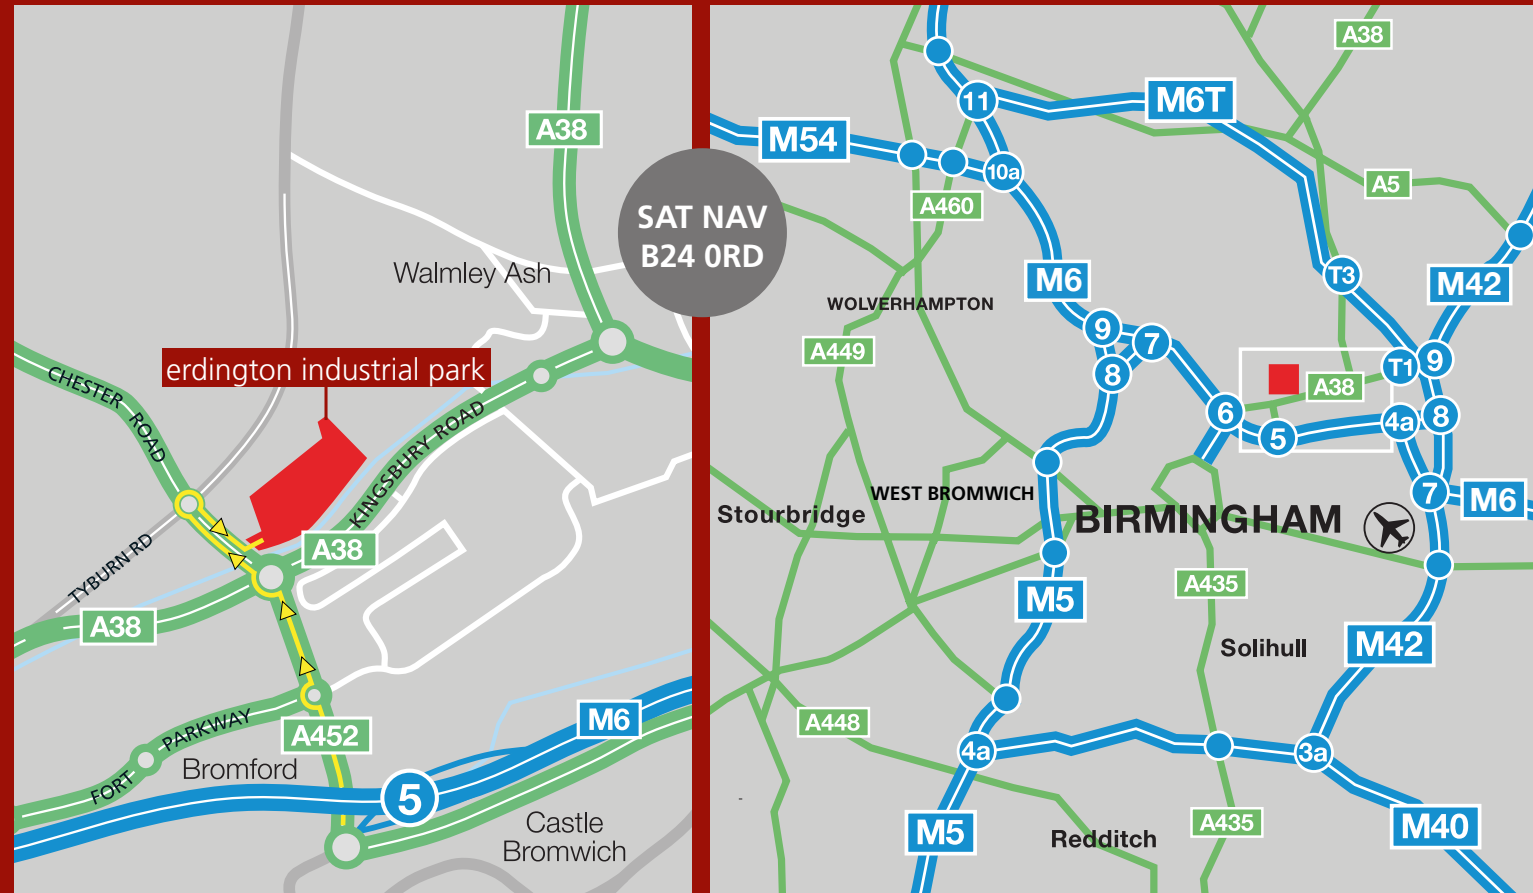 A38
SAT NAV
B24 0RD
Walmley Ash
erdington industrial park
CHESTER ROAD
KINGSBURY ROAD
TYBURN RD
A38
A38
A452
M6
FORT PARKWAY
Bromford
5
Castle
Bromwich
A38
11
M6T
M54
10a
A5
A460
M6
T3
M42
WOLVERHAMPTON
9
7
A449
8
T1
9
A38
6
5
4a
8
WEST BROMWICH
7
M6
Stourbridge
BIRMINGHAM
M5
A435
Solihull
M42
A448
4a
3a
M5
A435
M40
Redditch